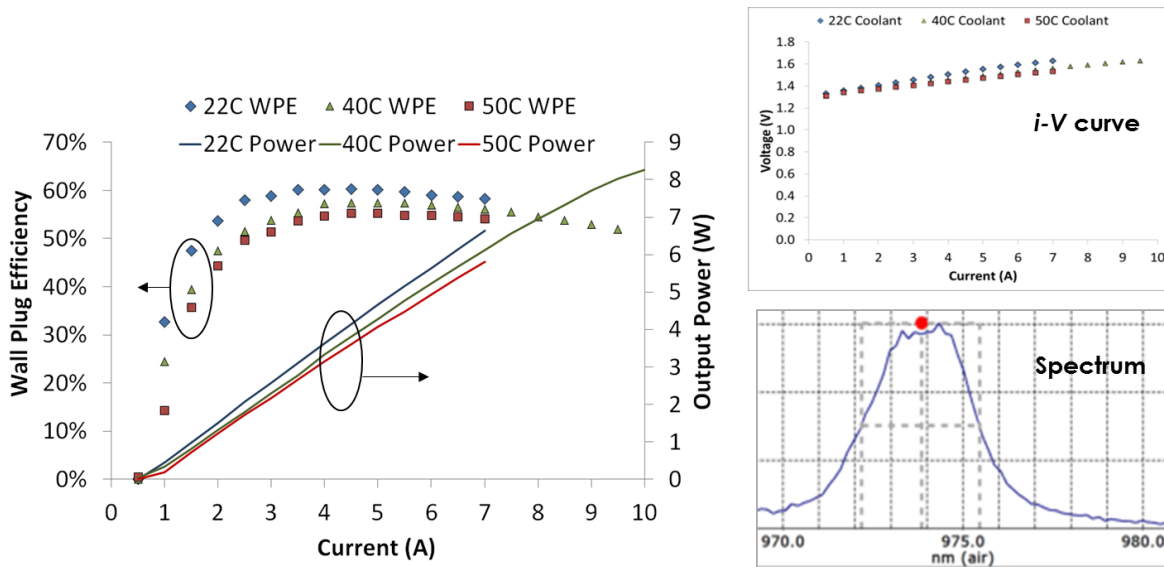 22C WPE 40C WPE 50C WPE
22C Power 40C Power 50C Power
70%
60%
50%
40%
30%
20%
10%
0%
Wall Plug Efficiency
9
8
7
6
5
4
3
2
1
0
Output Power (W)
0 1 2 3 4 5 6 7 8 9 10
Current (A)
22C Coolant 40C Coolant 50C Coolant
1.8
1.6
1.4
1.2
1.0
0.8
0.6
0.4
0.2
0.0
Voltage (V)
i-V curve
0 1 2 3 4 5 6 7 8 9 10
Current (A)
Spectrum
970.0 975.0 980.0
nm (air)